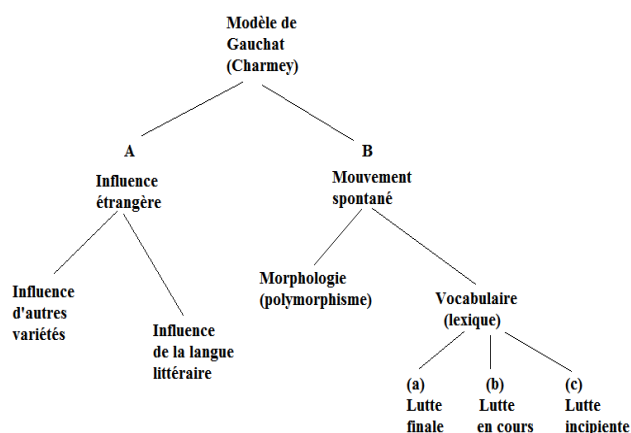 Modèle de
Gauchat
(Charmey)
A
Influence
étrangère
B
Mouvement
spontané
Influence
d'autres
variétés
Influence
de la langue
littéraire
Morphologie
(polymorphisme)
Vocabulaire
(lexique)
(a)
Lutte
finale
(b)
Lutte
en cours
(c)
Lutte
incipiente